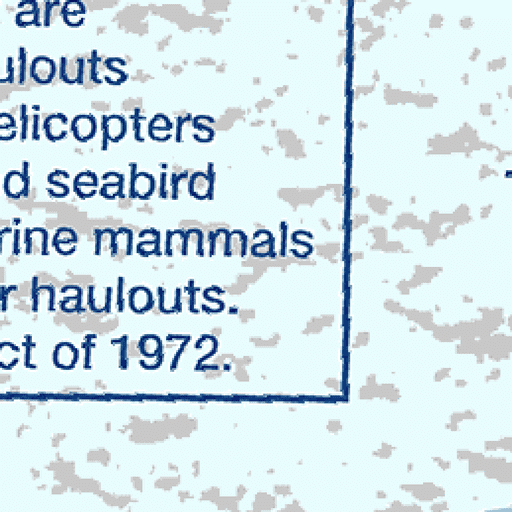 are
ulouts
elicopters
d seabird
rine mammals
r haulouts.
ct of 1972.